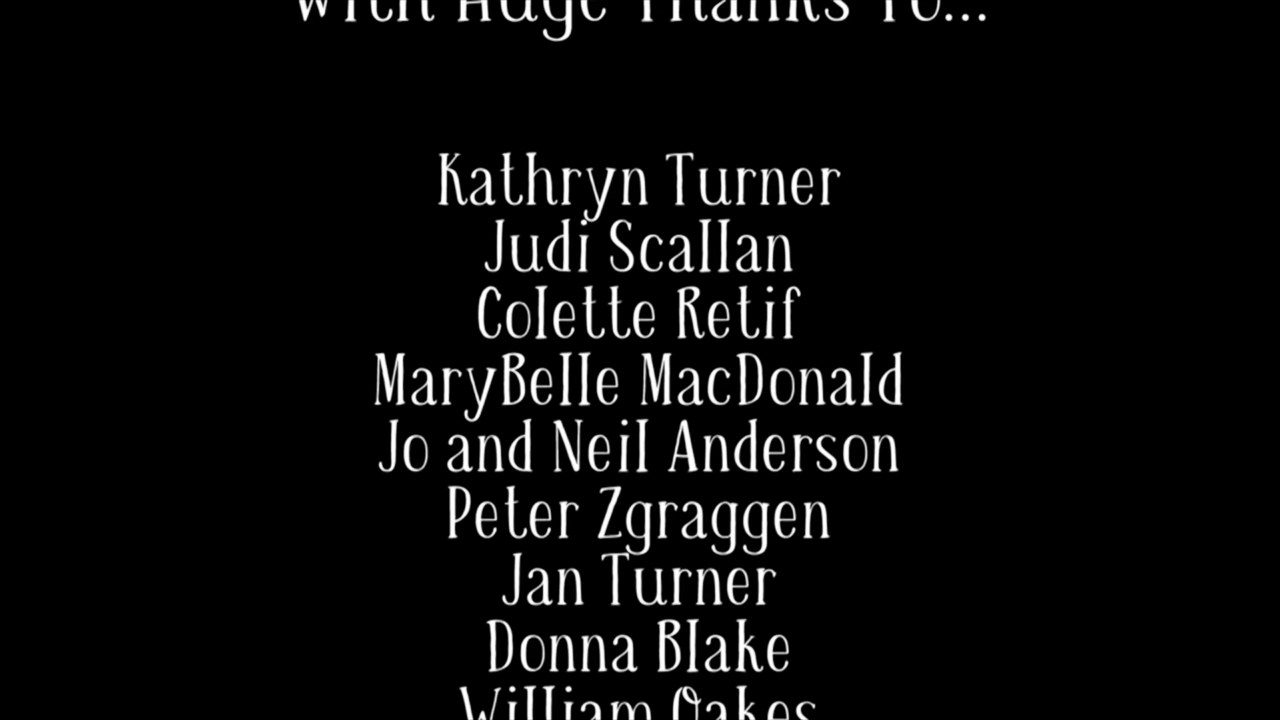 With Huge Thanks To...
Kathryn Turner
Judi Scallan
Colette Retif
MaryBelle MacDonald
Jo and Neil Anderson
Peter Zgraggen
Jan Turner
Donna Blake
William Oakes